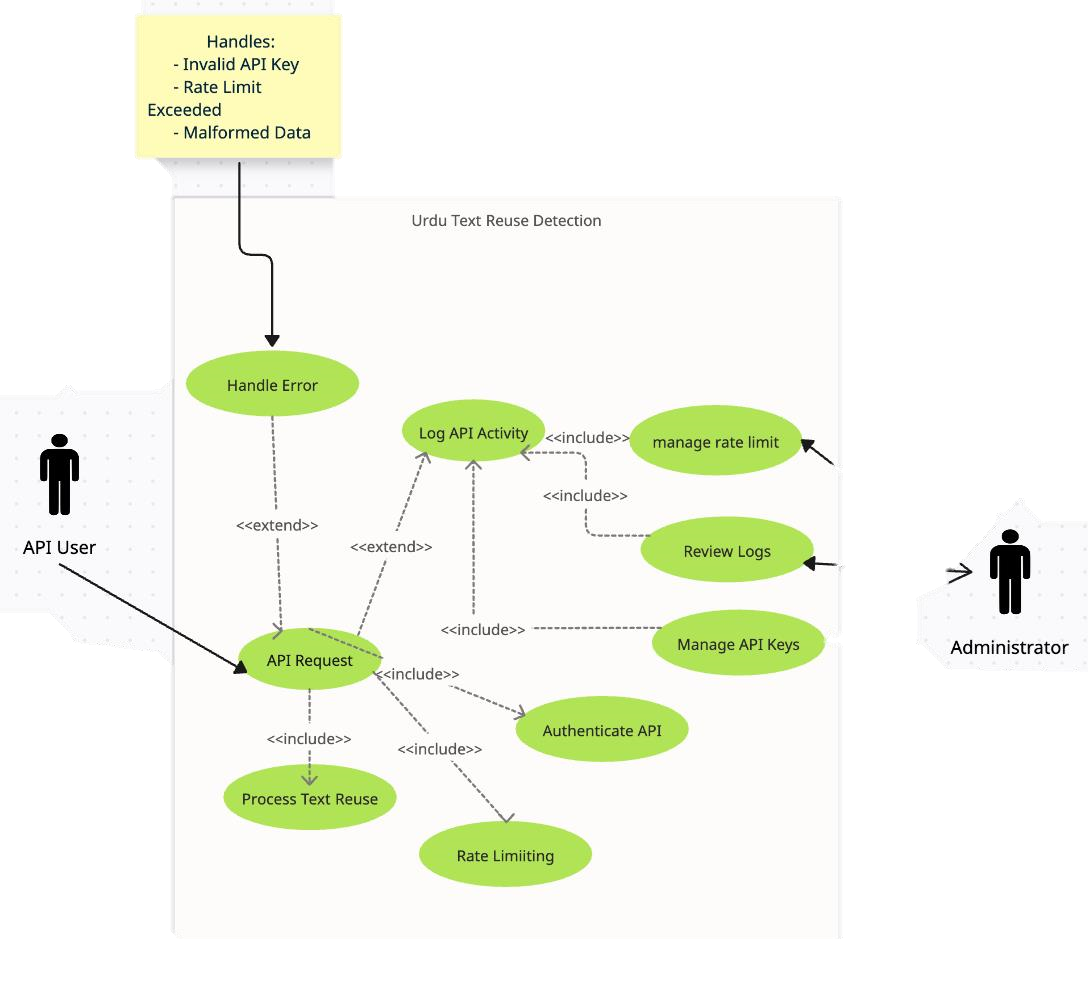 Handles:
- Invalid API Key
- Rate Limit
Exceeded
- Malformed Data
Urdu Text Reuse Detection
Handle Error
Log API Activity
<<include>>
manage rate limit
<<include>>
<<extend>>
<<extend>>
Review Logs
API User
<<include>>
Manage API Keys
Administrator
API Request
<<include>>
Authenticate API
<<include>>
<<include>>
Process Text Reuse
Rate Limiiting